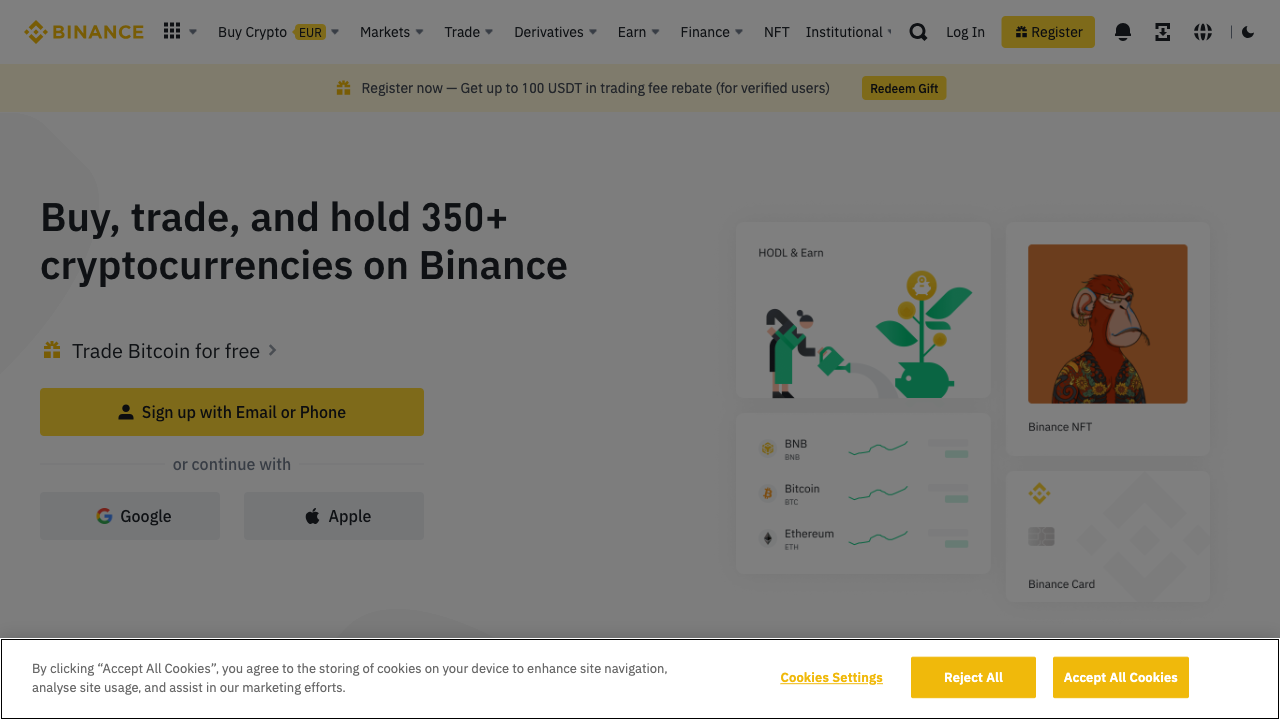 BINANCE
Buy Crypto EUR Markets Trade Derivatives Earn Finance NFT Institutional Log In Register
Register now — Get up to 100 USDT in trading fee rebate (for verified users) Redeem Gift
Buy, trade, and hold 350+
cryptocurrencies on Binance
Trade Bitcoin for free
Sign up with Email or Phone
or continue with
Google Apple
HODL & Earn
Binance NFT
BNB
BNB
Bitcoin
BTC
Ethereum
ETH
Binance Card
By clicking “Accept All Cookies”, you agree to the storing of cookies on your device to enhance site navigation,
analyse site usage, and assist in our marketing efforts.
Cookies Settings Reject All Accept All Cookies